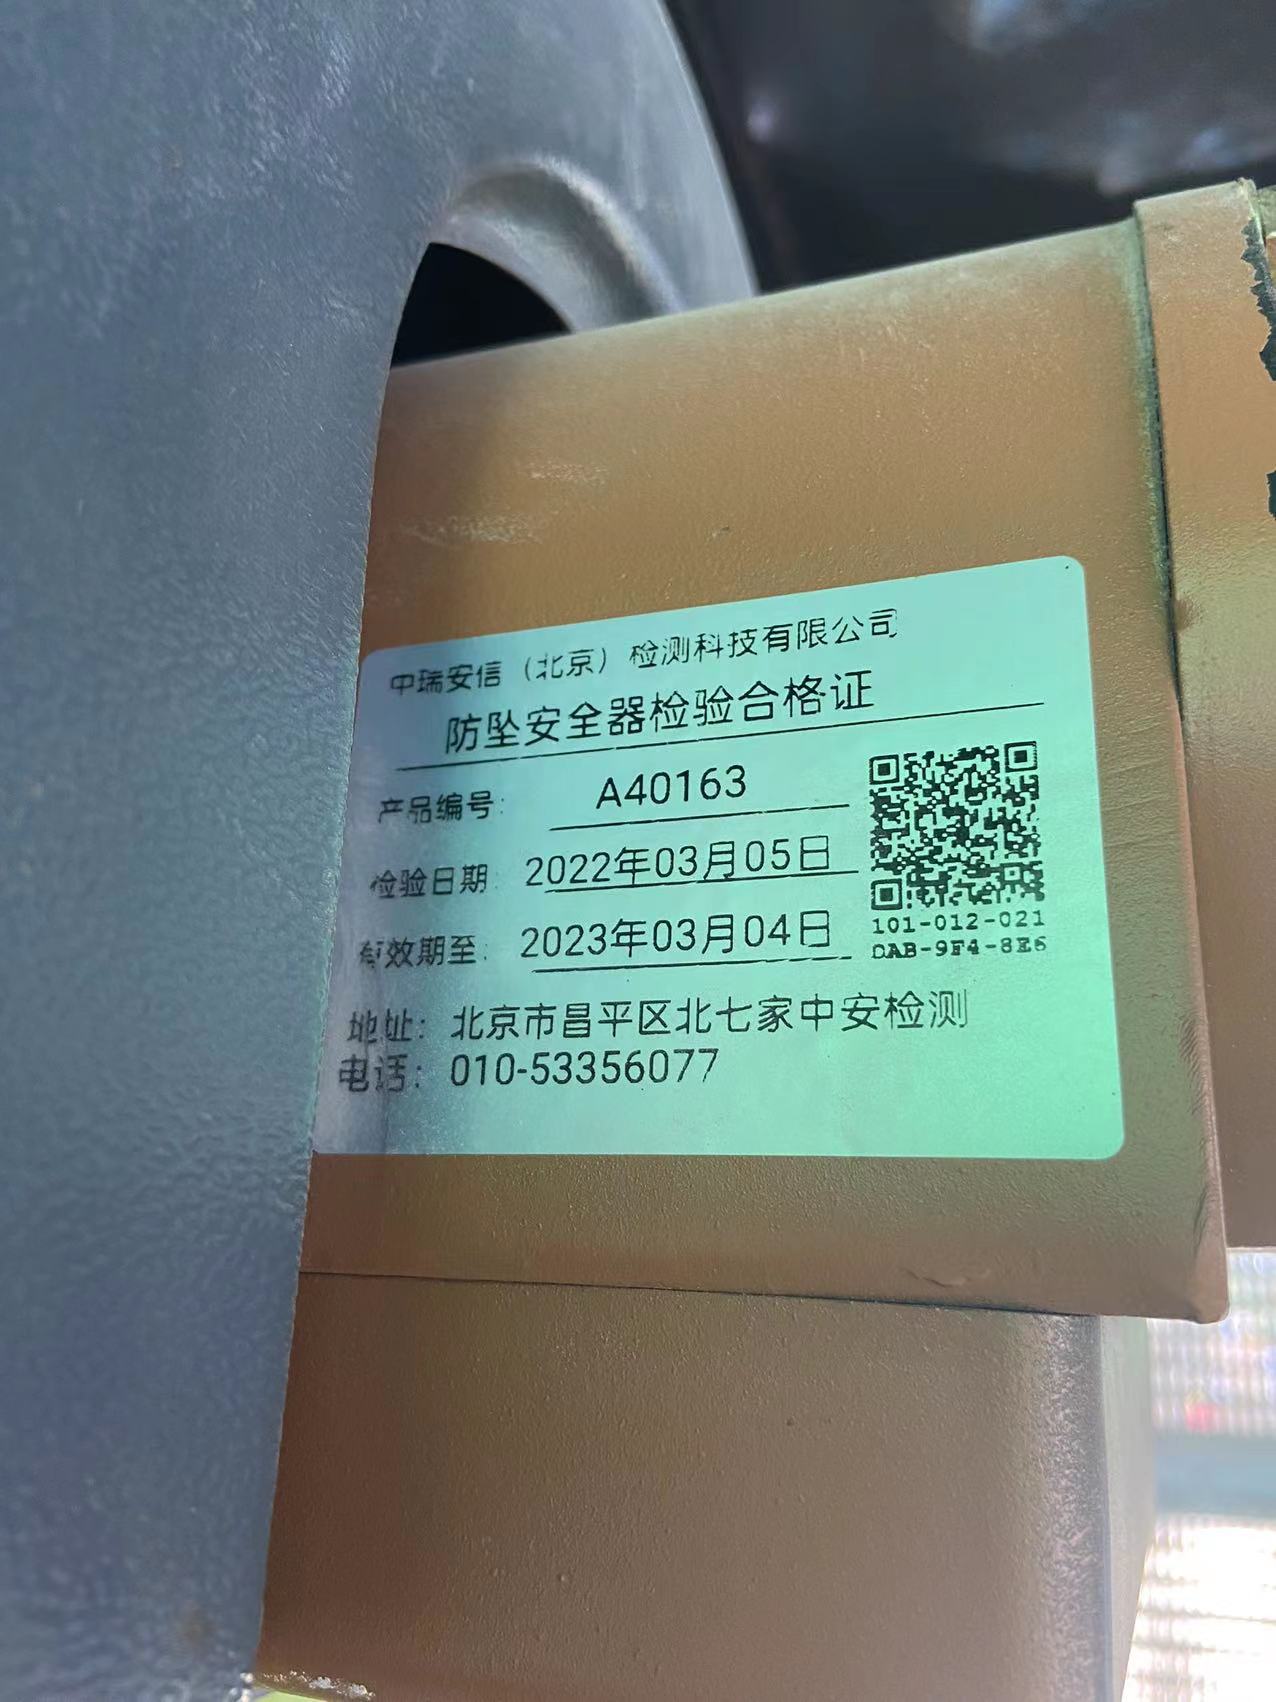 中瑞安信（北京）检测科技有限公司
防坠安全器检验合格证
产品编号: A40163
检验日期: 2022年03月05日
有效期至: 2023年03月04日
101-012-021
CAB-9F4-8E6
地址: 北京市昌平区北七家中安检测
电话: 010-53356077